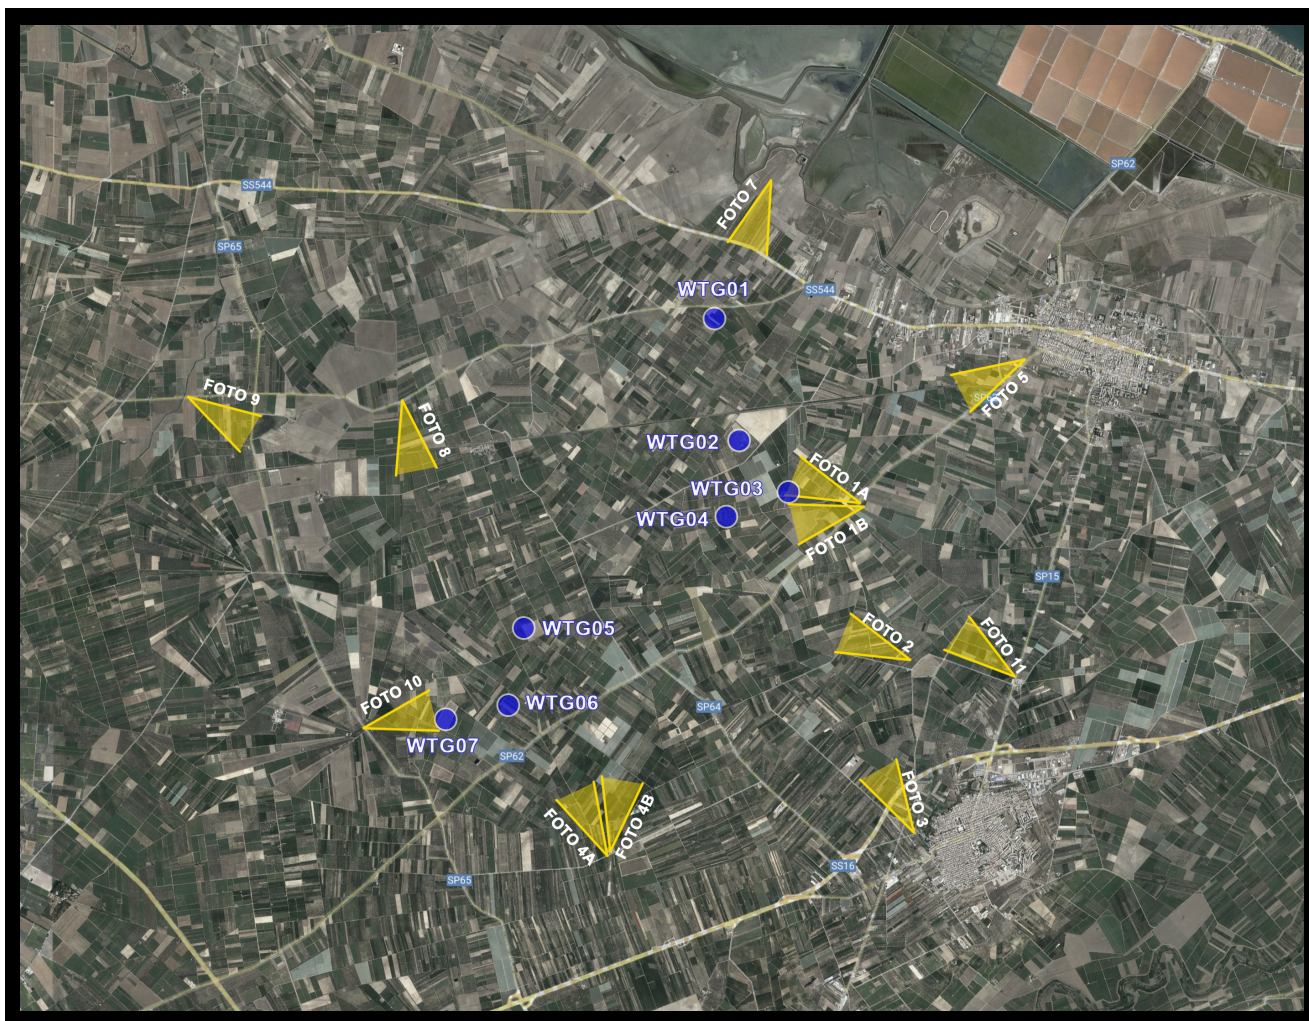 SP62
FOTO 7
SS544
SP65
WTG01
SS544
FOTO 5
FOTO 9
FOTO 8
WTG02
FOTO 1A
WTG03
WTG04
FOTO 1B
SP15
WTG05
FOTO 2
FOTO 11
FOTO 10
WTG06
SP64
WTG07
SP62
FOTO 3
FOTO 4A
FOTO 4B
SS16
SP65